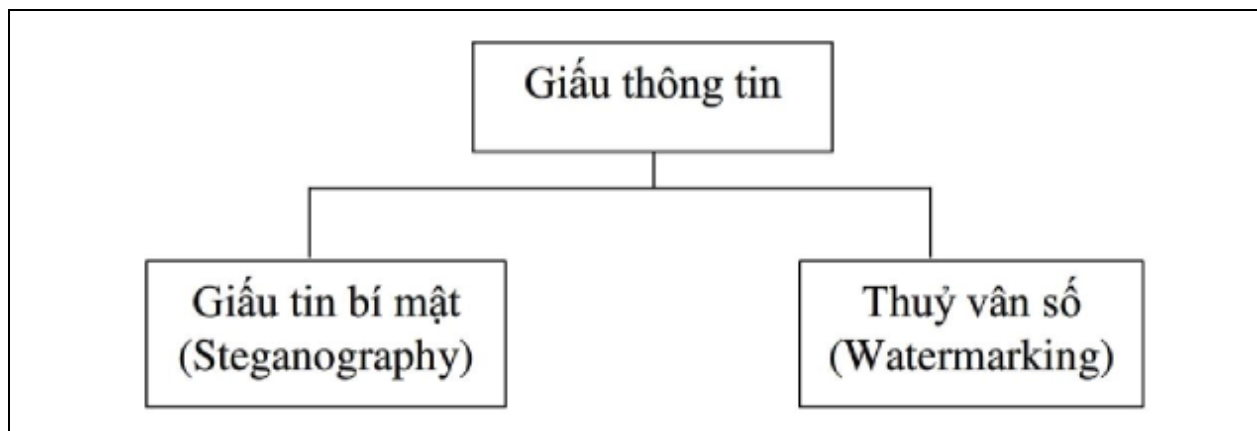 Giấu thông tin
Giấu tin bí mật
(Steganography)
Thuỷ vân số
(Watermarking)